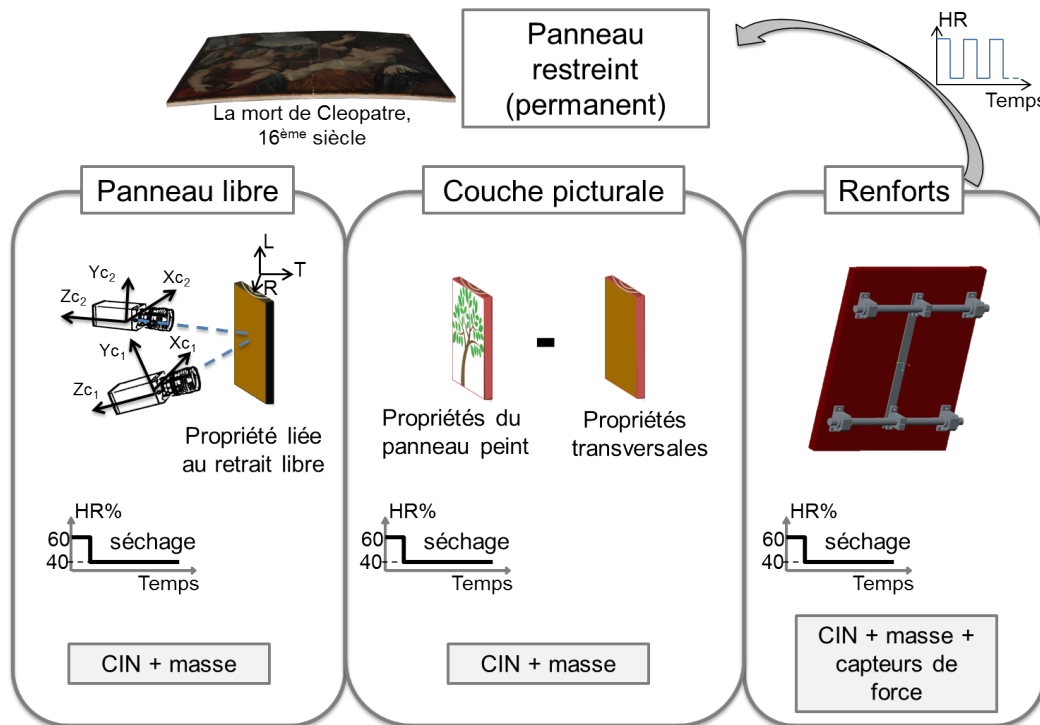 Panneau
restreint
(permanent)
HR
Temps
La mort de Cleopatre,
16ème siècle
Panneau libre
L
T
R
Yc2
Xc2
Zc2
Yc1
Xc1
Zc1
Propriété liée
au retrait libre
HR%
60
séchage
40
Temps
CIN + masse
Couche picturale
-
Propriétés du
panneau peint
Propriétés
transversales
HR%
60
séchage
40
Temps
CIN + masse
Renforts
HR%
60
séchage
40
Temps
CIN + masse +
capteurs de
force